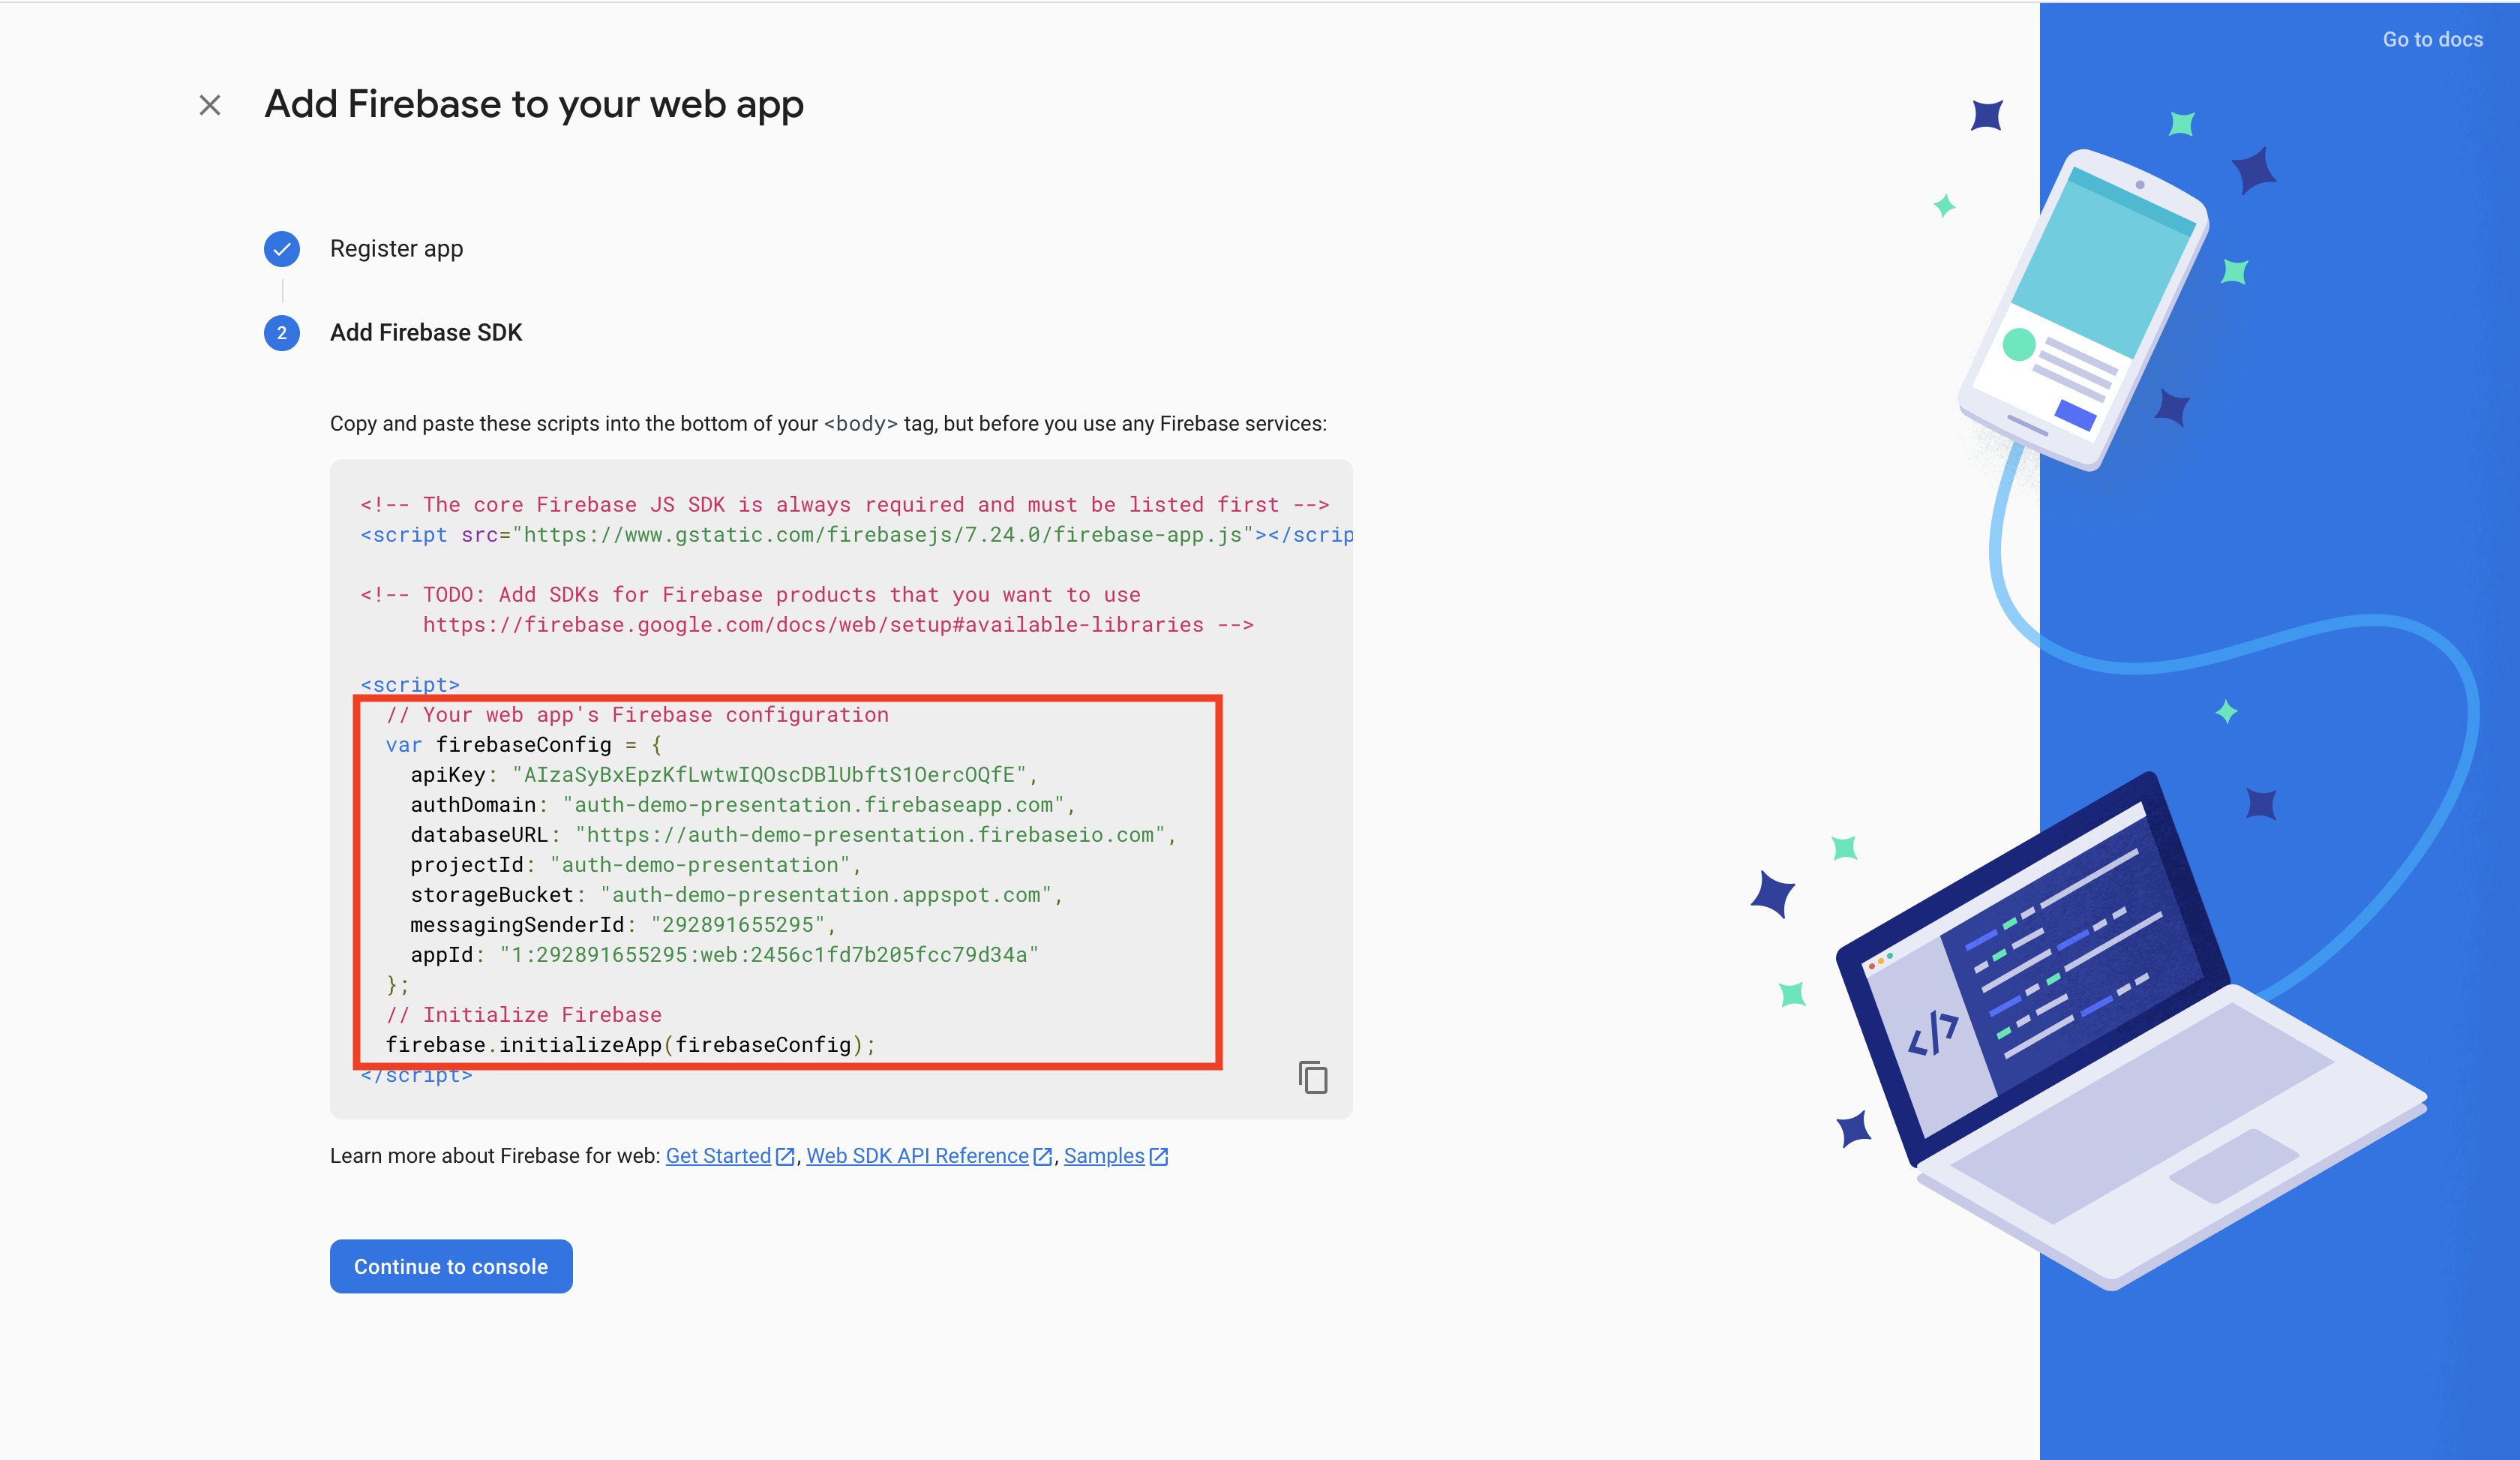 Go to docs
Add Firebase to your web app
Register app
2
Add Firebase SDK
Copy and paste these scripts into the bottom of your <body> tag, but before you use any Firebase services:
<!-- The core Firebase JS SDK is always required and must be listed first -->
<script src="https://www.gstatic.com/firebasejs/7.24.0/firebase-app.js"></scrip
<!-- TODO: Add SDKs for Firebase products that you want to use
https://firebase.google.com/docs/web/setup#available-libraries -->
<script>
// Your web app's Firebase configuration
var firebaseConfig = {
apiKey: "AIzaSyBxEpzKfLwtwIQOscDBlUbftS1OercOQfE",
authDomain: "auth-demo-presentation.firebaseapp.com",
databaseURL: "https://auth-demo-presentation.firebaseio.com",
projectId: "auth-demo-presentation",
storageBucket: "auth-demo-presentation.appspot.com",
messagingSenderId: "292891655295",
appId: "1:292891655295:web:2456c1fd7b205fcc79d34a"
};
// Initialize Firebase
firebase.initializeApp(firebaseConfig);
</script>
Learn more about Firebase for web: Get Started, Web SDK API Reference, Samples
Continue to console
</>